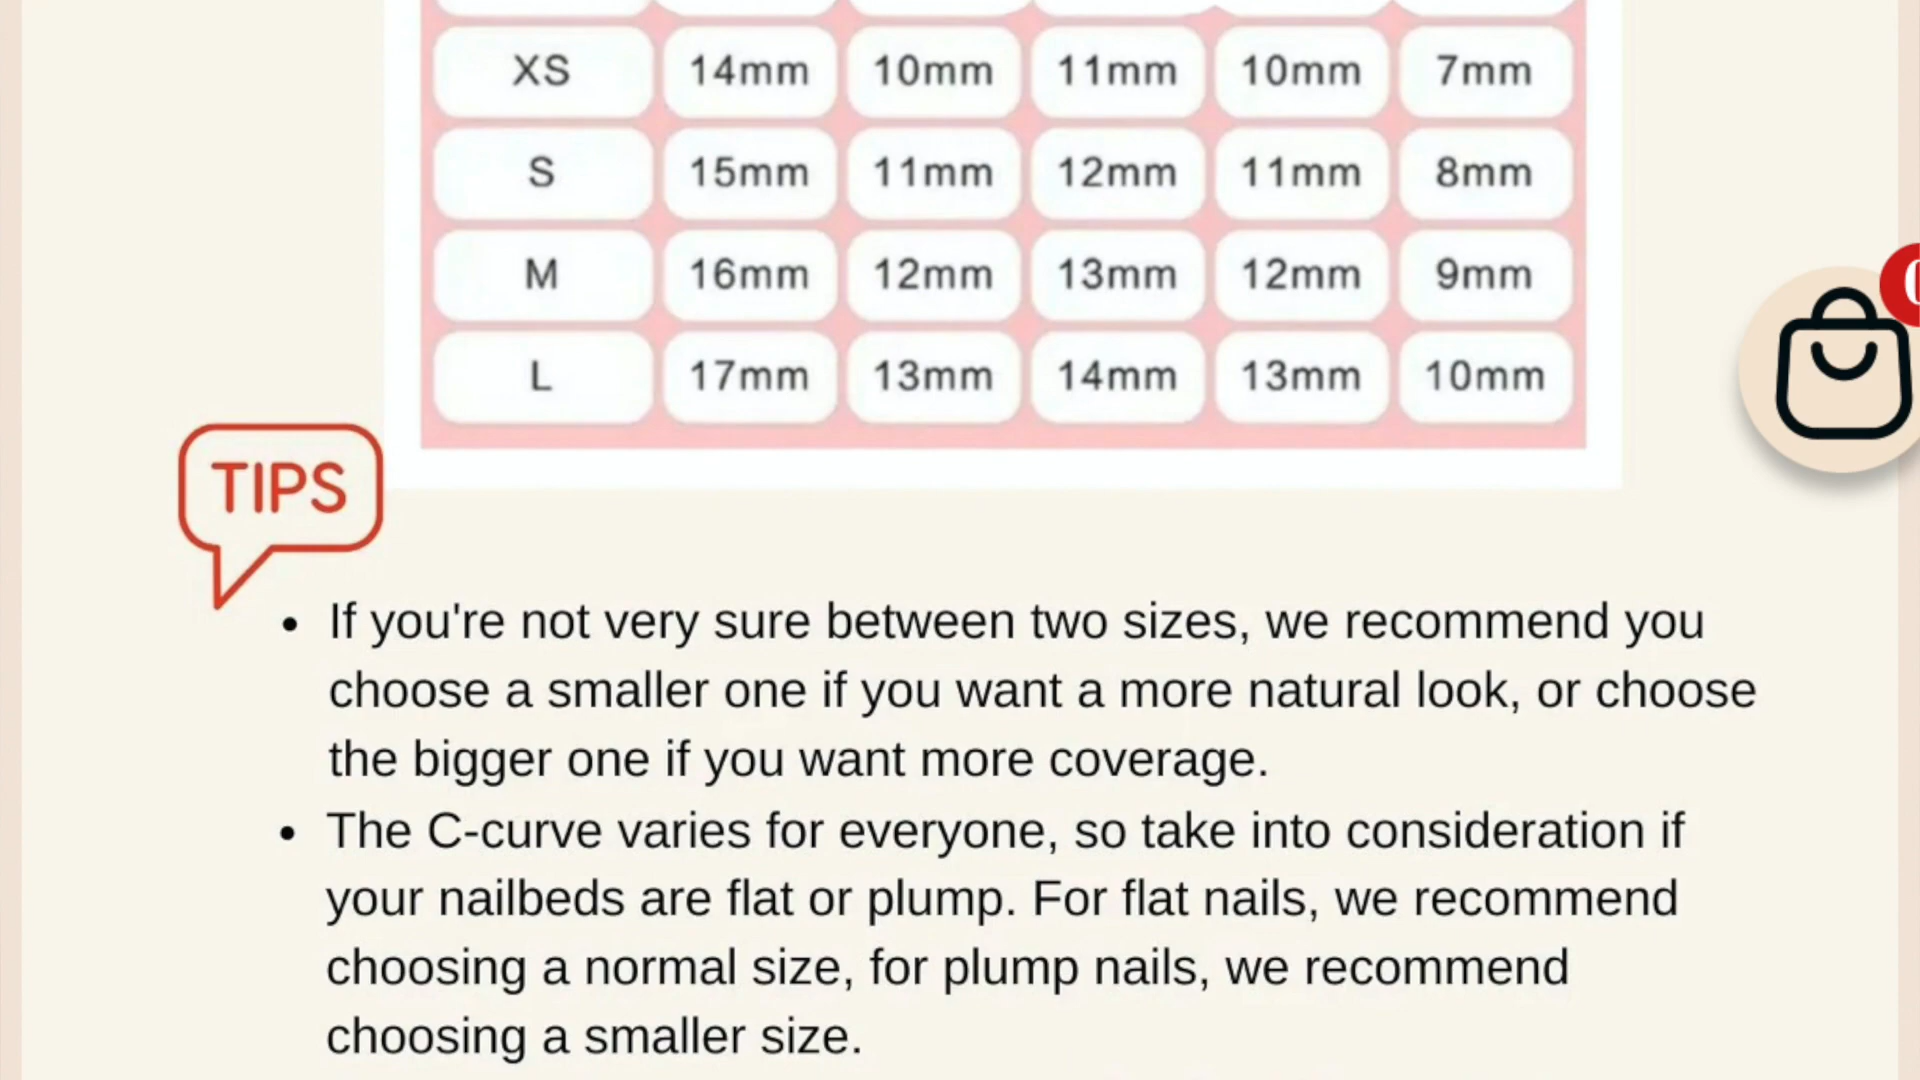 XS 14mm 10mm 11mm 10mm 7mm
S 15mm 11mm 12mm 11mm 8mm
M 16mm 12mm 13mm 12mm 9mm
L 17mm 13mm 14mm 13mm 10mm
TIPS
• If you're not very sure between two sizes, we recommend you
choose a smaller one if you want a more natural look, or choose
the bigger one if you want more coverage.
• The C-curve varies for everyone, so take into consideration if
your nailbeds are flat or plump. For flat nails, we recommend
choosing a normal size, for plump nails, we recommend
choosing a smaller size.